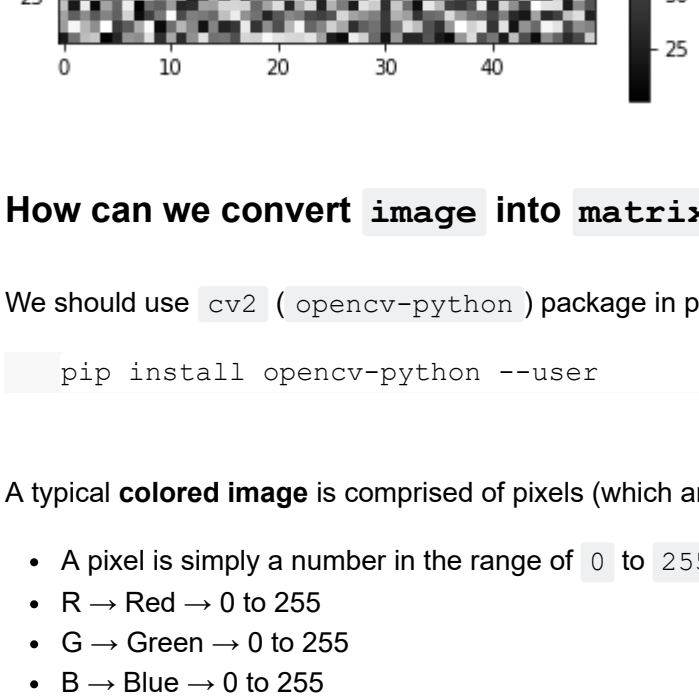 0 10 20 30 40
25
How can we convert image into matrix
We should use cv2 ( opencv-python ) package in
pip install opencv-python --user
A typical colored image is comprised of pixels (which
A pixel is simply a number in the range of 0 to 255
R → Red → 0 to 255
G → Green → 0 to 255
B → Blue → 0 to 255